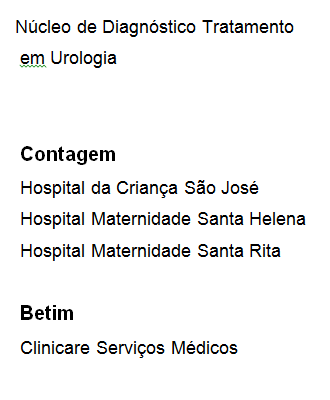 Núcleo de Diagnóstico Tratamento
em Urologia
Contagem
Hospital da Criança São José
Hospital Maternidade Santa Helena
Hospital Maternidade Santa Rita
Betim
Clinicare Serviços Médicos